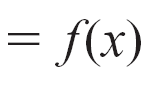 = f(x)